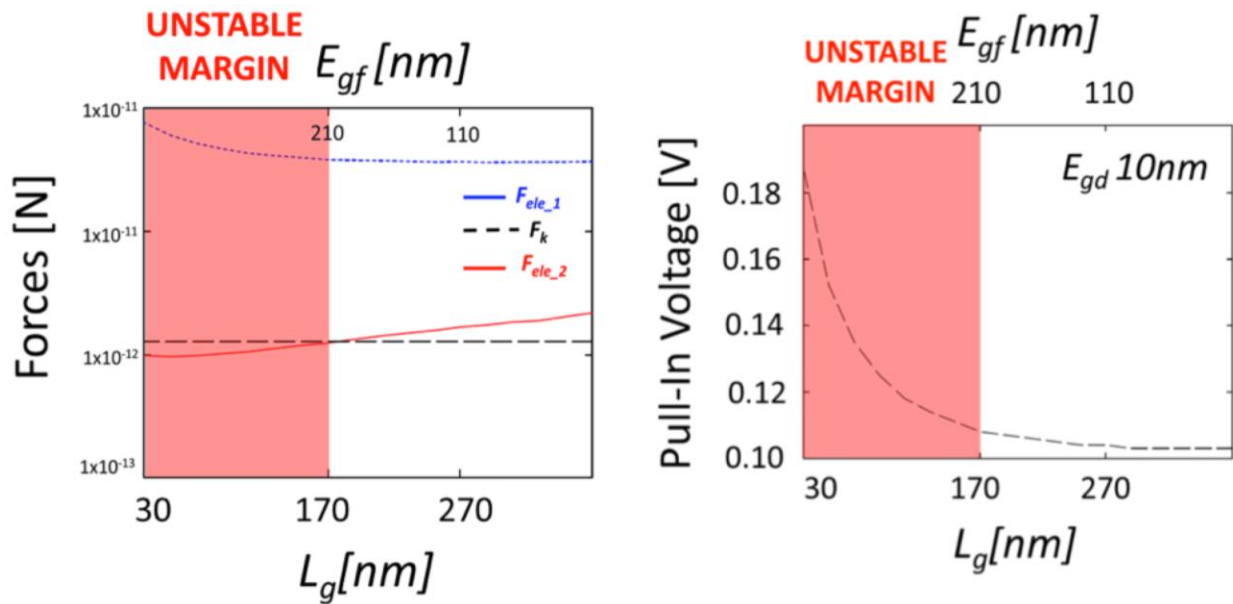 UNSTABLE
MARGIN
E_gf [nm]
1x10^-11
210
110
F_ele_1
1x10^-11
F_k
F_ele_2
Forces [N]
1x10^-12
1x10^-13
30
170
270
L_g[nm]
E_gf [nm]
UNSTABLE
MARGIN
210
110
E_gd 10nm
0.18
0.16
0.14
0.12
0.10
Pull-In Voltage [V]
30
170
270
L_g[nm]